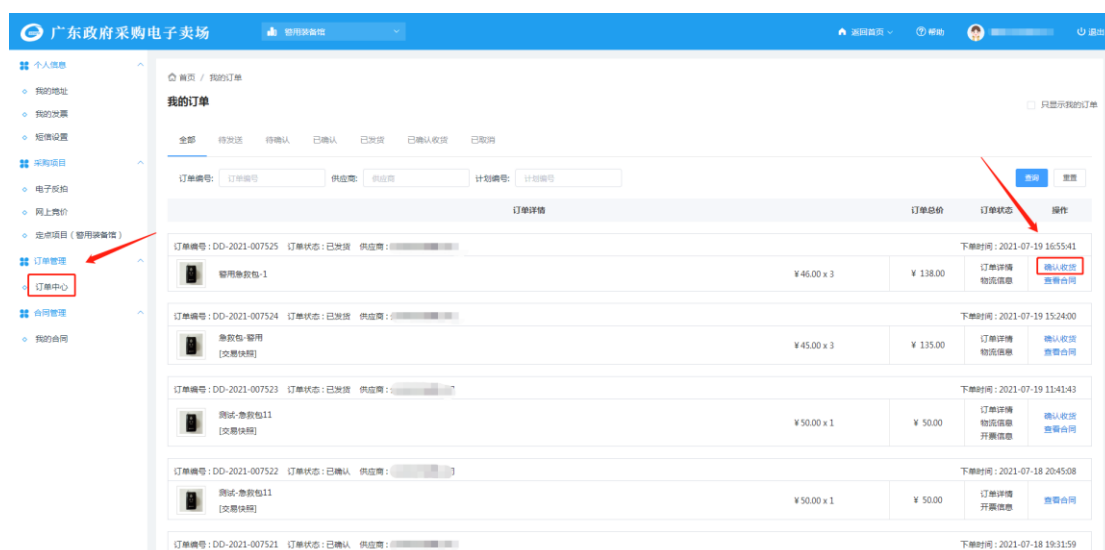 广东政府采购电子卖场 警用装备馆 返回首页 帮助 退出
个人信息
我的地址
我的发票
短信设置
采购项目
电子反拍
网上竞价
定点项目（警用装备馆）
订单管理
订单中心
合同管理
我的合同
首页 / 我的订单
我的订单 只显示我的订单
全部 待发送 待确认 已确认 已发货 已确认收货 已取消
订单编号: 订单编号 供应商: 供应商 计划编号: 计划编号 查询 重置
订单详情 订单总价 订单状态 操作
订单编号 : DD-2021-007525 订单状态 : 已发货 供应商 : 下单时间 : 2021-07-19 16:55:41
警用急救包-1 ¥ 46.00 x 3 ¥ 138.00 订单详情 确认收货
物流信息 查看合同
订单编号 : DD-2021-007524 订单状态 : 已发货 供应商 : 下单时间 : 2021-07-19 15:24:00
急救包-警用 ¥ 45.00 x 3 ¥ 135.00 订单详情 确认收货
[交易快照] 物流信息 查看合同
订单编号 : DD-2021-007523 订单状态 : 已发货 供应商 : 下单时间 : 2021-07-19 11:41:43
测试-急救包11 ¥ 50.00 x 1 ¥ 50.00 订单详情 确认收货
[交易快照] 物流信息 查看合同
开票信息
订单编号 : DD-2021-007522 订单状态 : 已确认 供应商 : 下单时间 : 2021-07-18 20:45:08
测试-急救包11 ¥ 50.00 x 1 ¥ 50.00 订单详情 查看合同
[交易快照] 开票信息
订单编号 : DD-2021-007521 订单状态 : 已确认 供应商 : 下单时间 : 2021-07-18 19:31:59